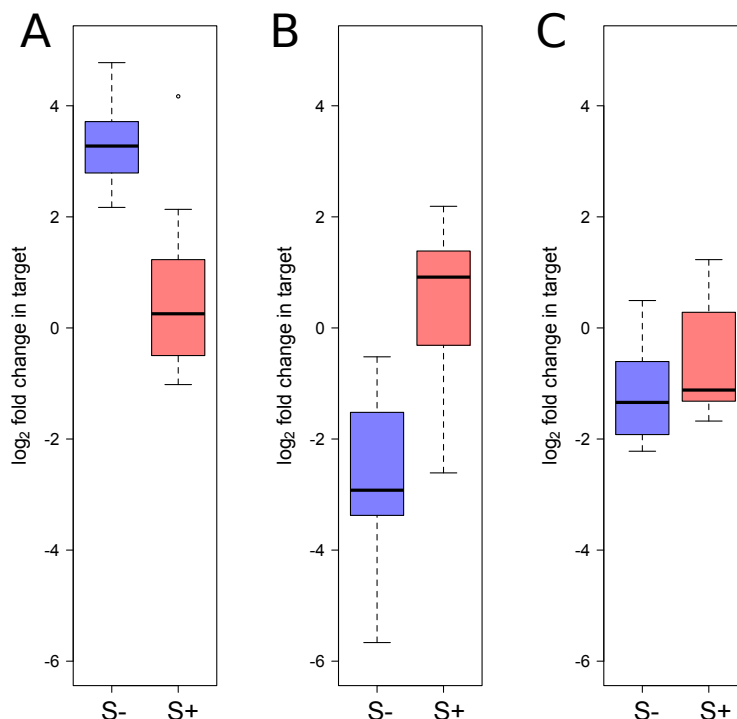 A
B
C
log2 fold change in target
4
2
0
-2
-4
-6
S-
S+
log2 fold change in target
4
2
0
-2
-4
-6
S-
S+
log2 fold change in target
4
2
0
-2
-4
-6
S-
S+